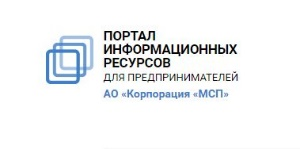 ПОРТАЛ
ИНФОРМАЦИОННЫХ
РЕСУРСОВ
ДЛЯ ПРЕДПРИНИМАТЕЛЕЙ
АО «Корпорация «МСП»